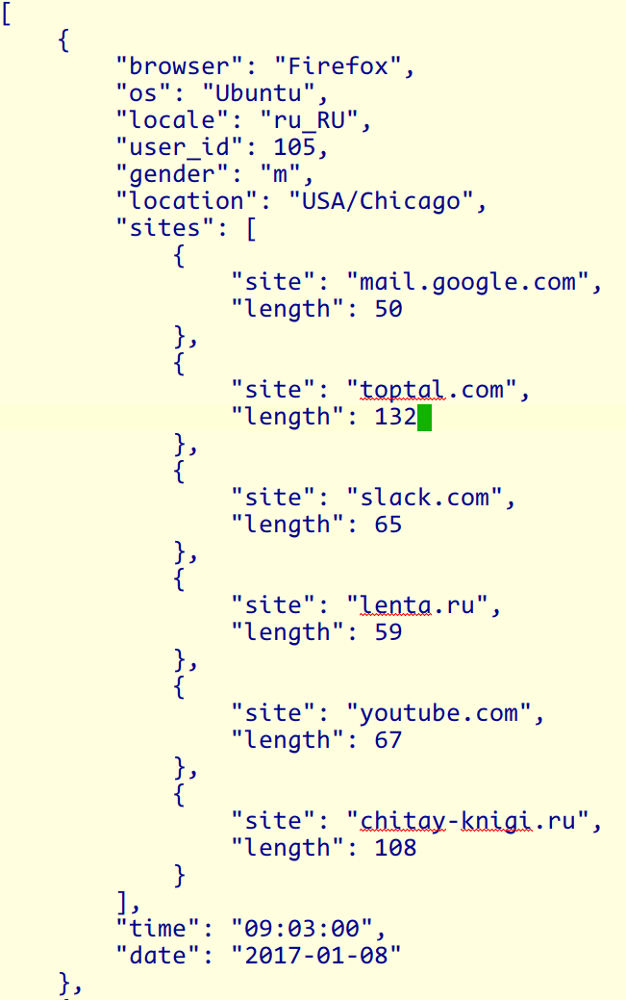 [
    {
        "browser": "Firefox",
        "os": "Ubuntu",
        "locale": "ru_RU",
        "user_id": 105,
        "gender": "m",
        "location": "USA/Chicago",
        "sites": [
            {
                "site": "mail.google.com",
                "length": 50
            },
            {
                "site": "toptal.com",
                "length": 132
            },
            {
                "site": "slack.com",
                "length": 65
            },
            {
                "site": "lenta.ru",
                "length": 59
            },
            {
                "site": "youtube.com",
                "length": 67
            },
            {
                "site": "chitay-knigi.ru",
                "length": 108
            }
        ],
        "time": "09:03:00",
        "date": "2017-01-08"
    },